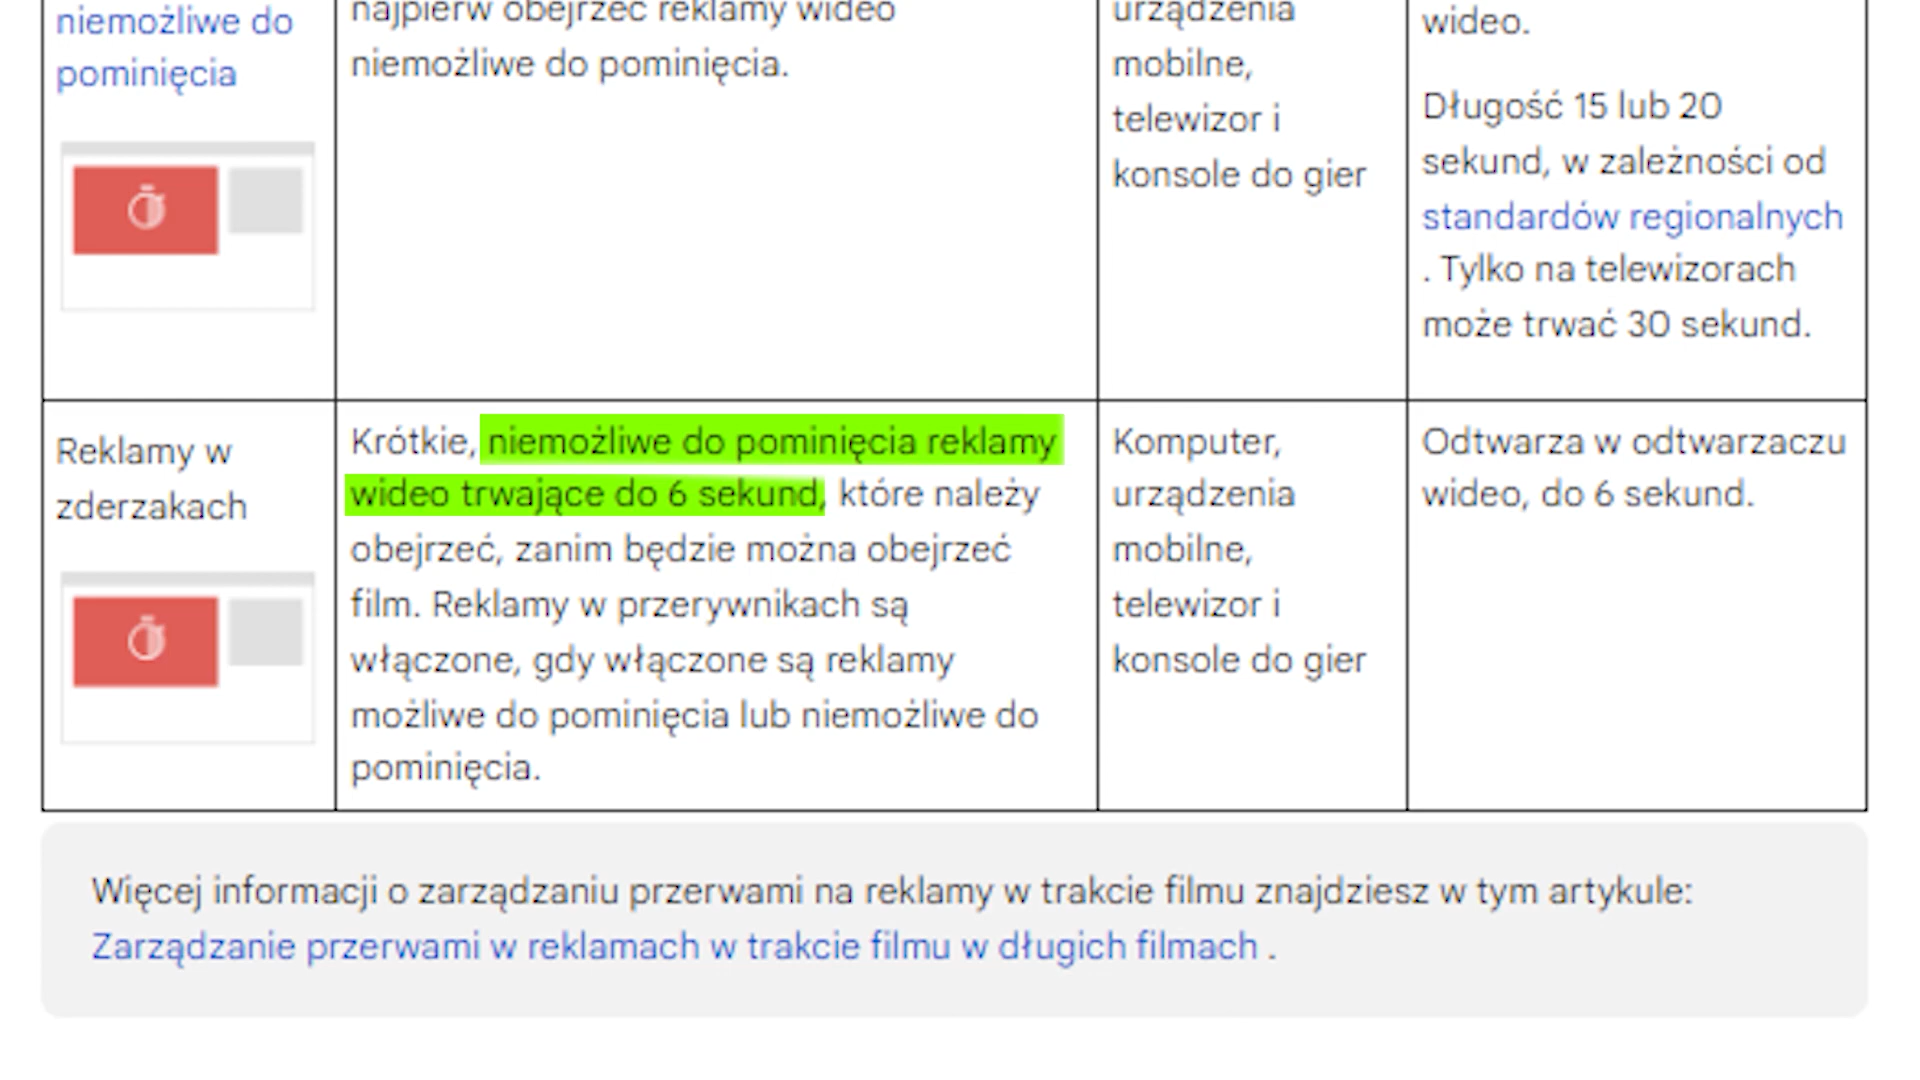 niemożliwe do
pominięcia
najpierw obejrzeć reklamy wideo
niemożliwe do pominięcia.
urządzenia
mobilne,
telewizor i
konsole do gier
wideo.
Długość 15 lub 20
sekund, w zależności od
standardów regionalnych
. Tylko na telewizorach
może trwać 30 sekund.
Reklamy w
zderzakach
Krótkie, niemożliwe do pominięcia reklamy
wideo trwające do 6 sekund, które należy
obejrzeć, zanim będzie można obejrzeć
film. Reklamy w przerywnikach są
włączone, gdy włączone są reklamy
możliwe do pominięcia lub niemożliwe do
pominięcia.
Komputer,
urządzenia
mobilne,
telewizor i
konsole do gier
Odtwarza w odtwarzaczu
wideo, do 6 sekund.
Więcej informacji o zarządzaniu przerwami na reklamy w trakcie filmu znajdziesz w tym artykule:
Zarządzanie przerwami w reklamach w trakcie filmu w długich filmach .